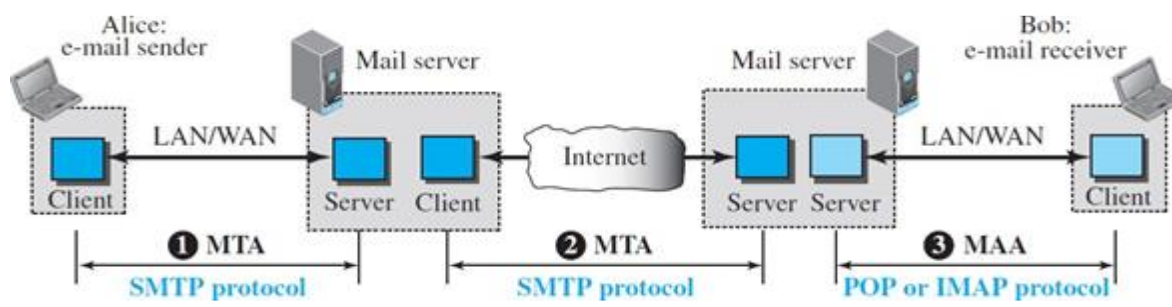 Alice:
e-mail sender
Mail server
Mail server
Bob:
e-mail receiver
LAN/WAN
Internet
LAN/WAN
Client
Server
Client
Server
Server
Client
1 MTA
2 MTA
3 MAA
SMTP protocol
SMTP protocol
POP or IMAP protocol